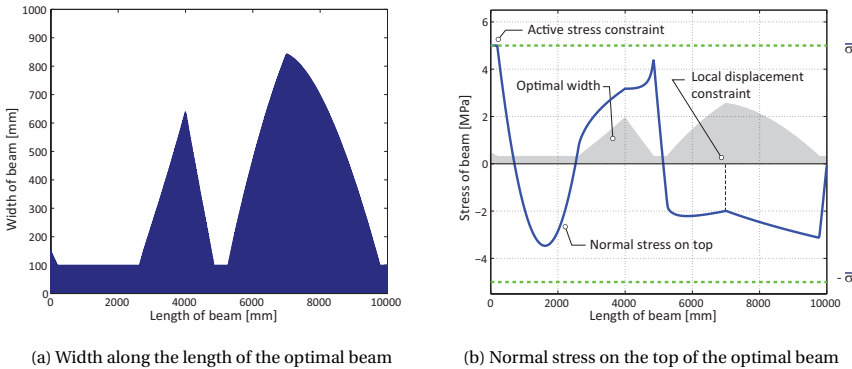 1000
900
800
700
600
500
400
300
200
100
0
0 2000 4000 6000 8000 10000
Width of beam [mm]
Length of beam [mm]
(a) Width along the length of the optimal beam
6
4
2
0
−2
−4
0 2000 4000 6000 8000 10000
Stress of beam [MPa]
Length of beam [mm]
Active stress constraint
Optimal width
Local displacement
constraint
Normal stress on top
(b) Normal stress on the top of the optimal beam